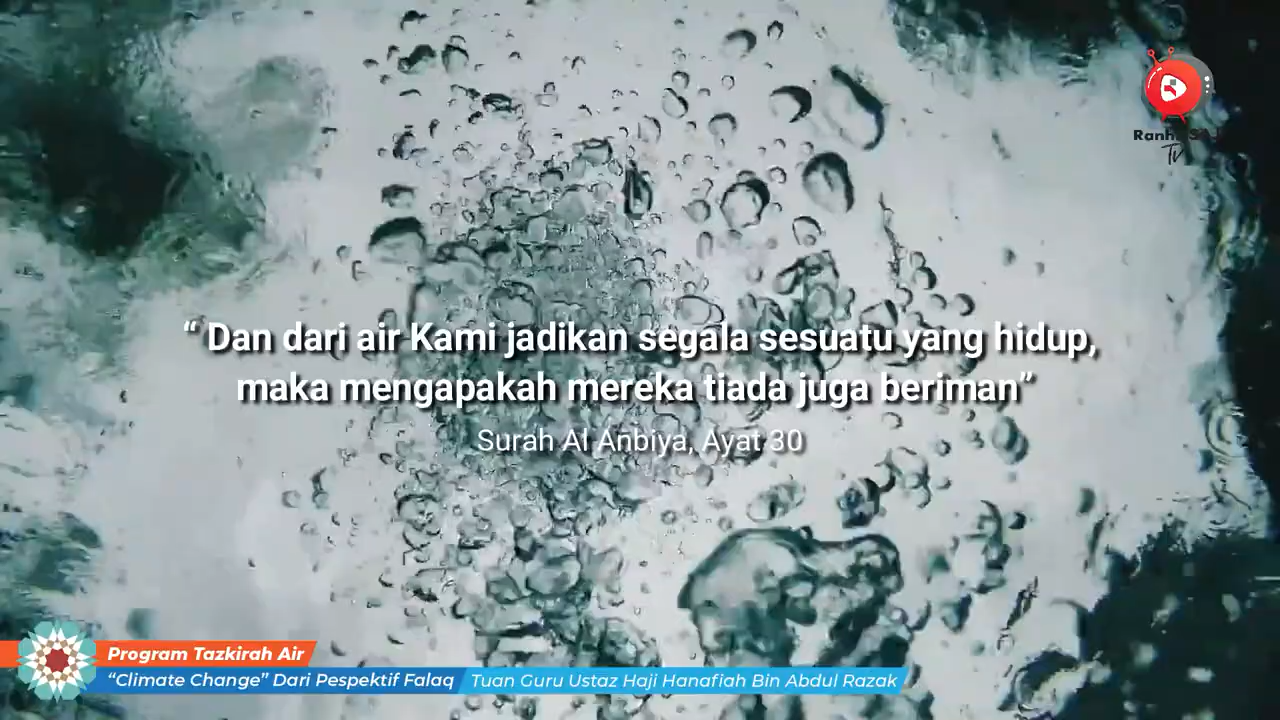 “ Dan dari air Kami jadikan segala sesuatu yang hidup,
maka mengapakah mereka tiada juga beriman”
Surah Al Anbiya, Ayat 30
Program Tazkirah Air
“Climate Change” Dari Pespektif Falaq
Tuan Guru Ustaz Haji Hanafiah Bin Abdul Razak
Tv